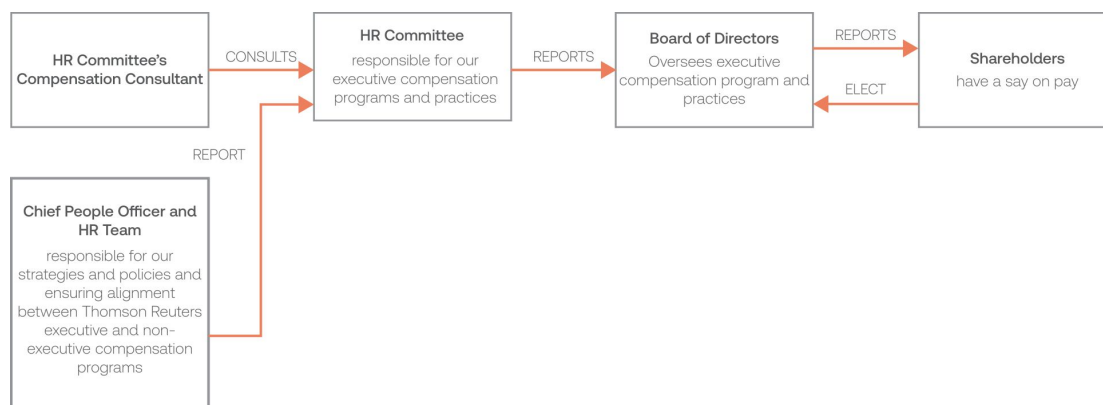 HR Committee's
Compensation Consultant
CONSULTS
HR Committee
responsible for our
executive compensation
programs and practices
REPORTS
Board of Directors
Oversees executive
compensation program and
practices
REPORTS
ELECT
Shareholders
have a say on pay
REPORT
Chief People Officer and
HR Team
responsible for our
strategies and policies and
ensuring alignment
between Thomson Reuters
executive and non-
executive compensation
programs